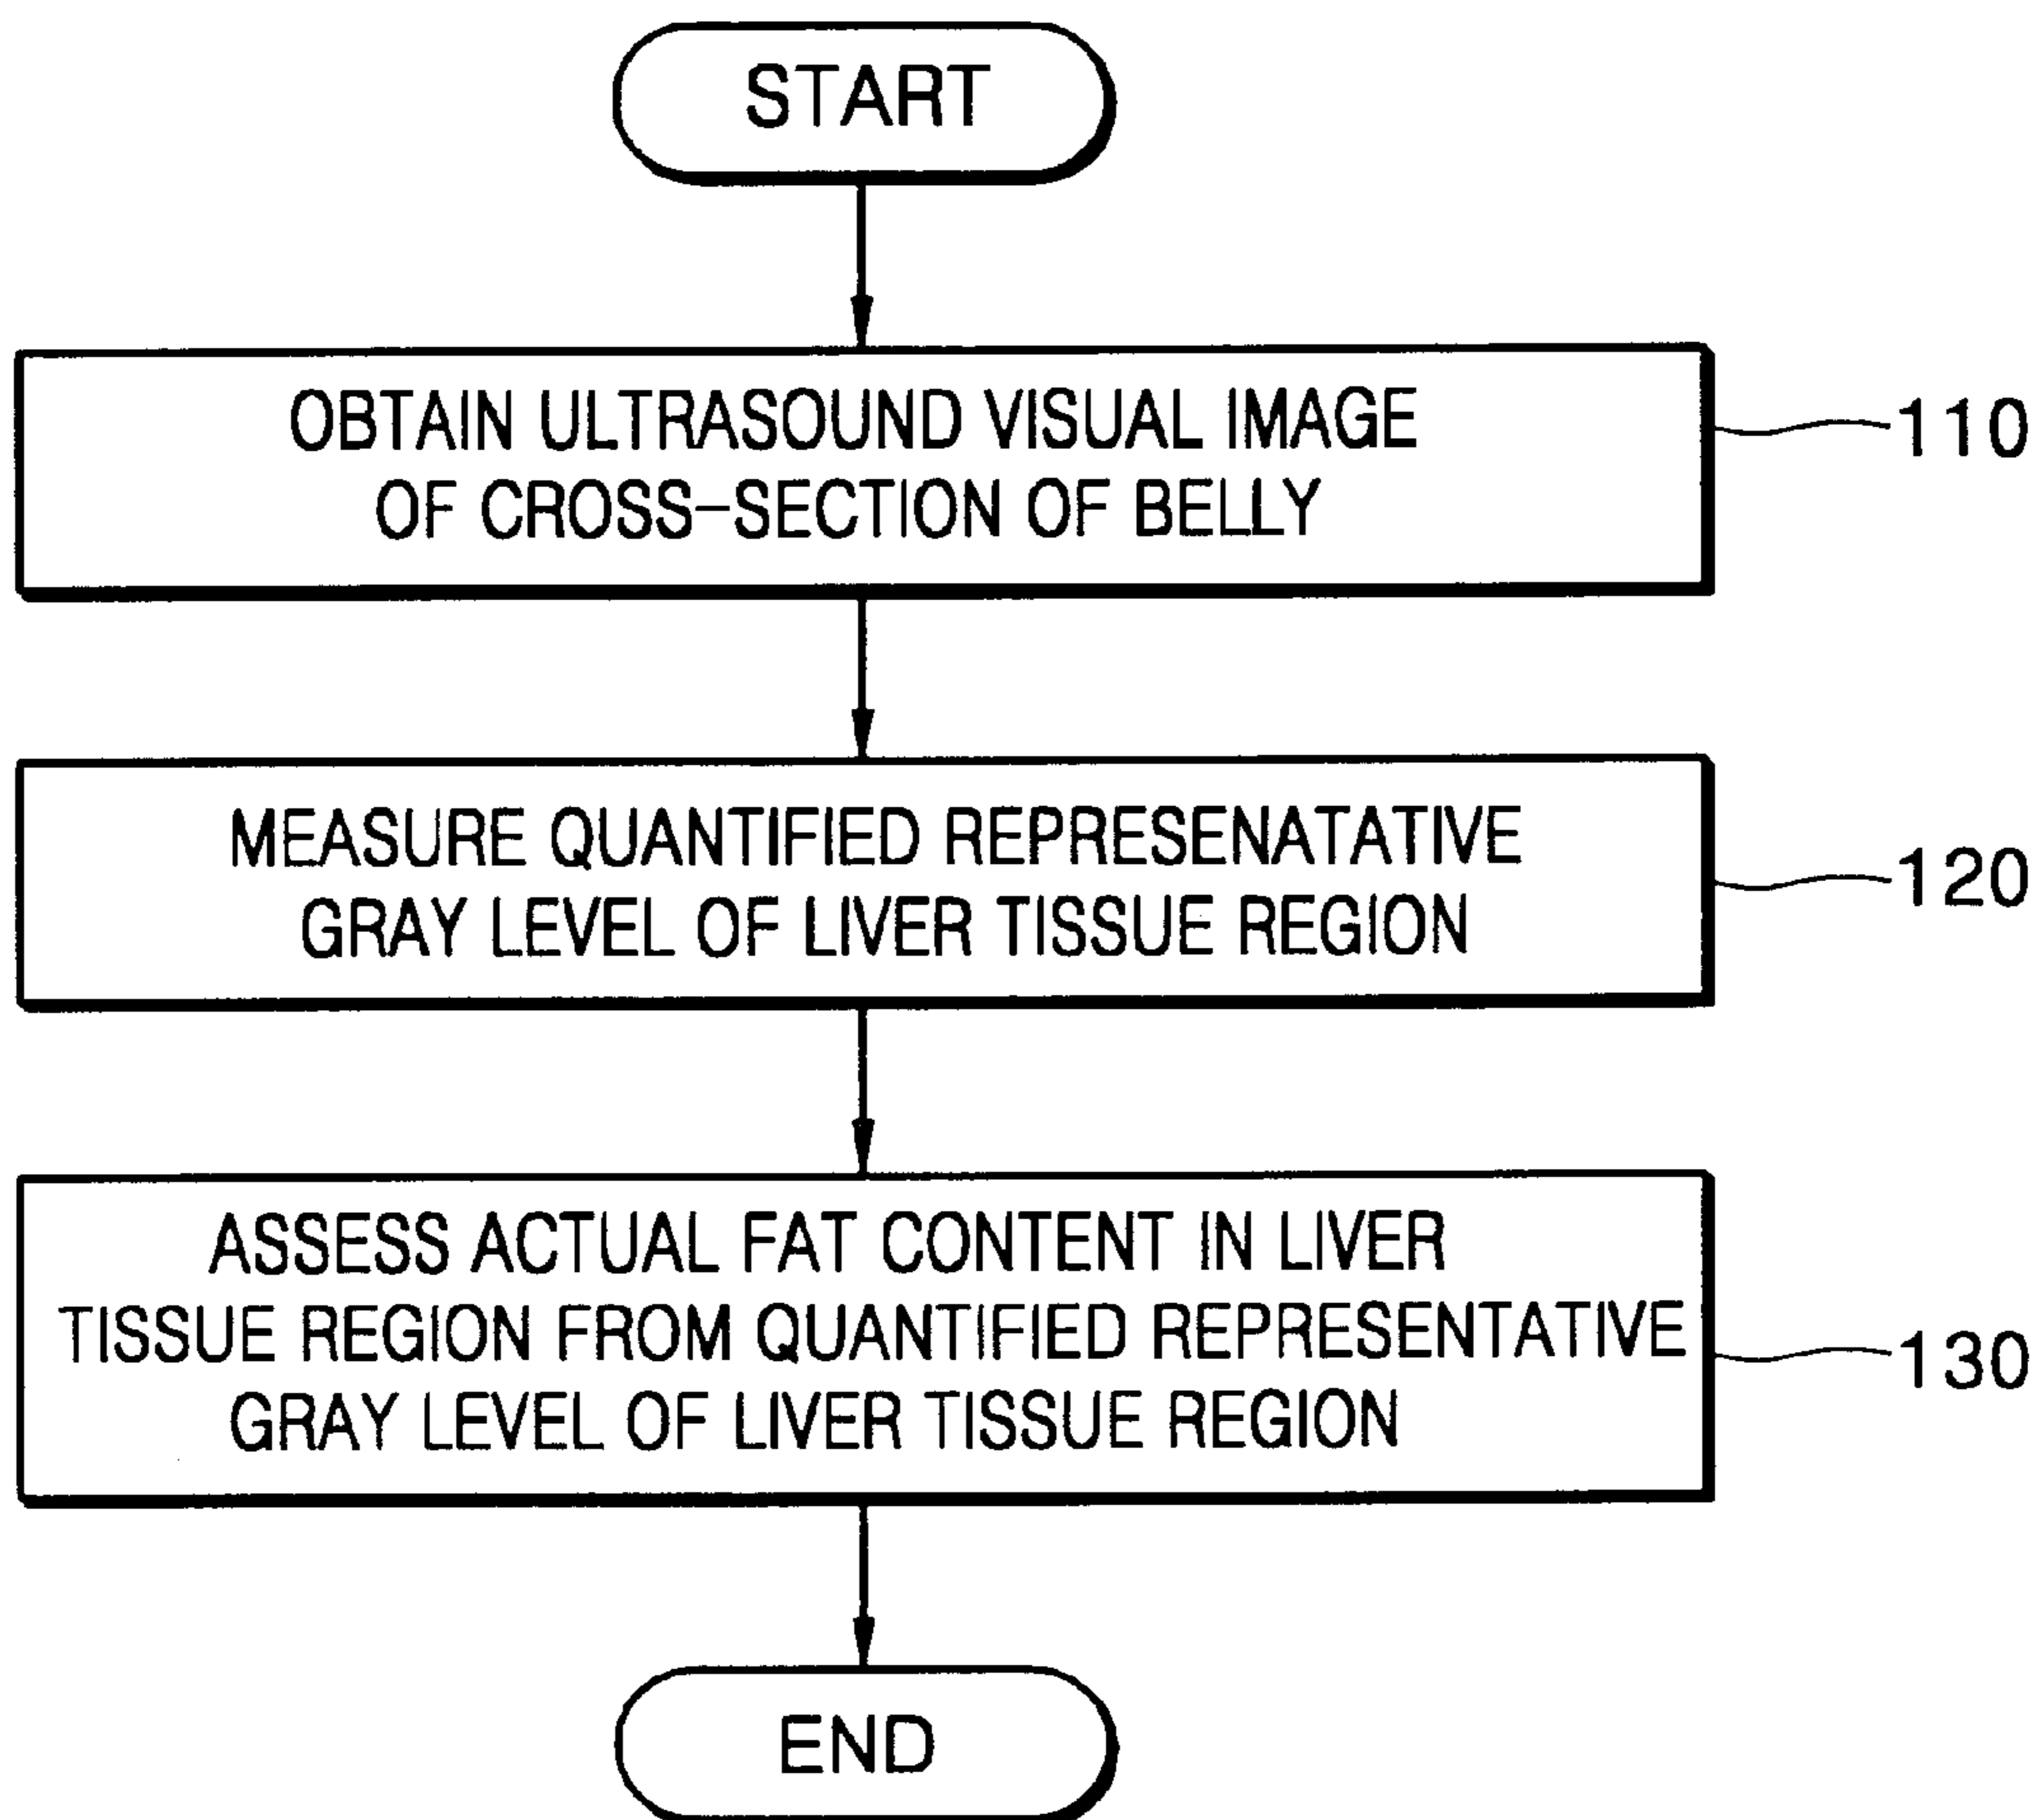 START
OBTAIN ULTRASOUND VISUAL IMAGE
OF CROSS-SECTION OF BELLY
110
MEASURE QUANTIFIED REPRESENATATIVE
GRAY LEVEL OF LIVER TISSUE REGION
120
ASSESS ACTUAL FAT CONTENT IN LIVER
TISSUE REGION FROM QUANTIFIED REPRESENTATIVE
GRAY LEVEL OF LIVER TISSUE REGION
130
END